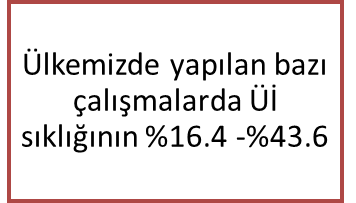 Ülkemizde yapılan bazı
çalışmalarda Üİ
sıklığının %16.4 -%43.6